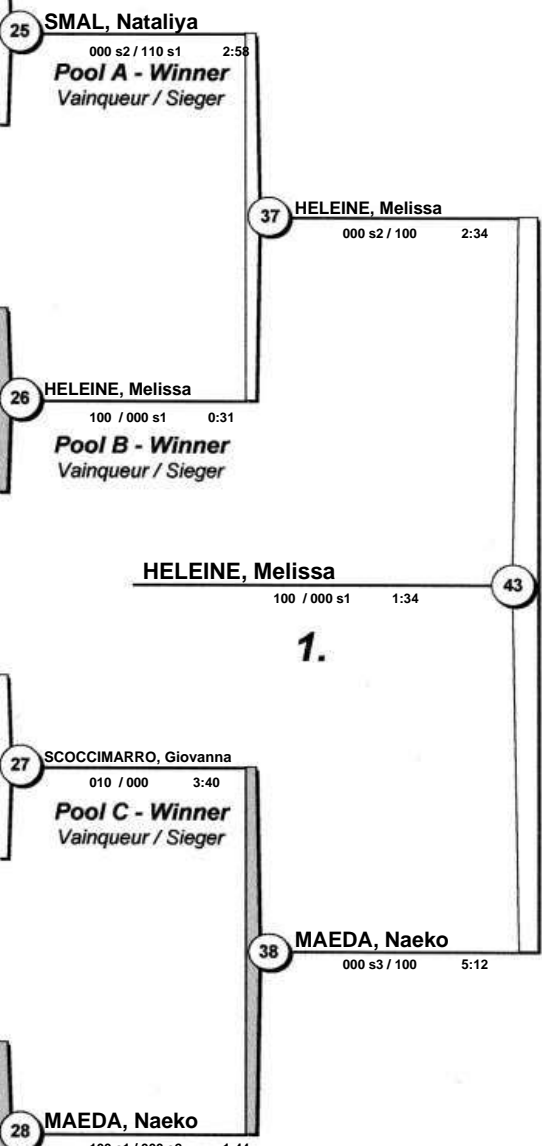 25 SMAL, Nataliya
000 s2 / 110 s1 2:58
Pool A - Winner
Vainqueur / Sieger
37 HELEINE, Melissa
000 s2 / 100 2:34
26 HELEINE, Melissa
100 / 000 s1 0:31
Pool B - Winner
Vainqueur / Sieger
HELEINE, Melissa 43
100 / 000 s1 1:34
1.
27 SCOCCIMARRO, Giovanna
010 / 000 3:40
Pool C - Winner
Vainqueur / Sieger
38 MAEDA, Naeko
000 s3 / 100 5:12
28 MAEDA, Naeko